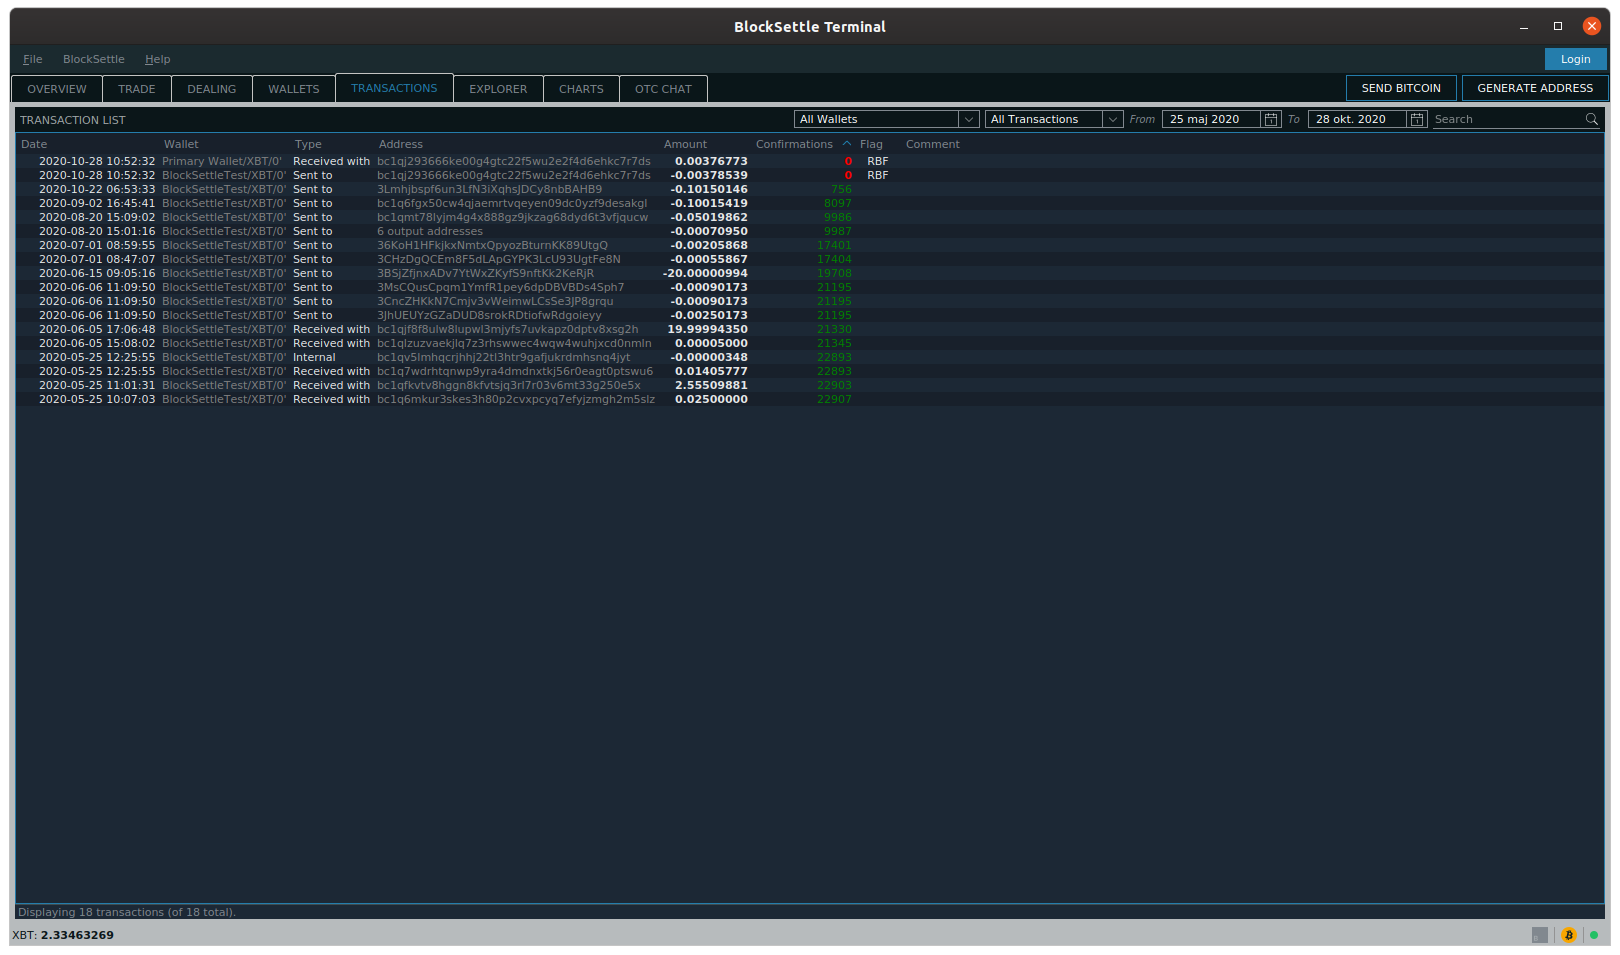 BlockSettle Terminal
File BlockSettle Help Login
OVERVIEW TRADE DEALING WALLETS TRANSACTIONS EXPLORER CHARTS OTC CHAT SEND BITCOIN GENERATE ADDRESS
TRANSACTION LIST All Wallets All Transactions From 25 maj 2020 To 28 okt. 2020 Search
Date Wallet Type Address Amount Confirmations Flag Comment
2020-10-28 10:52:32 Primary Wallet/XBT/0' Received with bc1qj293666ke00g4gtc22f5wu2e2f4d6ehkc7r7ds 0.00376773 0 RBF
2020-10-28 10:52:32 BlockSettleTest/XBT/0' Sent to bc1qj293666ke00g4gtc22f5wu2e2f4d6ehkc7r7ds -0.00378539 0 RBF
2020-10-22 06:53:33 BlockSettleTest/XBT/0' Sent to 3Lmhjbspf6un3LfN3iXqhsJDCy8nbBAHB9 -0.10150146 756
2020-09-02 16:45:41 BlockSettleTest/XBT/0' Sent to bc1q6fgx50cw4qjaemrtvqeyen09dc0yzf9desakgl -0.10015419 8097
2020-08-20 15:09:02 BlockSettleTest/XBT/0' Sent to bc1qmt78lyjm4g4x888gz9jkzag68dyd6t3vfjqucw -0.05019862 9986
2020-08-20 15:01:16 BlockSettleTest/XBT/0' Sent to 6 output addresses -0.00070950 9987
2020-07-01 08:59:55 BlockSettleTest/XBT/0' Sent to 36KoH1HFkjkxNmtxQpyozBturnKK89UtgQ -0.00205868 17401
2020-07-01 08:47:07 BlockSettleTest/XBT/0' Sent to 3CHzDgQCEm8F5dLApGYPK3LcU93UgtFe8N -0.00055867 17404
2020-06-15 09:05:16 BlockSettleTest/XBT/0' Sent to 3BSjZfjnxADv7YtWxZKyfS9nftKk2KeRjR -20.00000994 19708
2020-06-06 11:09:50 BlockSettleTest/XBT/0' Sent to 3MsCQusCpqm1YmfR1pey6dpDBVBDs4Sph7 -0.00090173 21195
2020-06-06 11:09:50 BlockSettleTest/XBT/0' Sent to 3CncZHKkN7Cmjv3vWeimwLCsSe3JP8grqu -0.00090173 21195
2020-06-06 11:09:50 BlockSettleTest/XBT/0' Sent to 3JhUEUYzGZaDUD8srokRDtiofwRdgoieyy -0.00250173 21195
2020-06-05 17:06:48 BlockSettleTest/XBT/0' Received with bc1qjf8f8ulw8lupwl3mjyfs7uvkapz0dptv8xsg2h 19.99994350 21330
2020-06-05 15:08:02 BlockSettleTest/XBT/0' Received with bc1qlzuzvaekjlq7z3rhswwec4wqw4wuhjxcd0nmln 0.00005000 21345
2020-05-25 12:25:55 BlockSettleTest/XBT/0' Internal bc1qv5lmhqcrjhhj22tl3htr9gafjukrdmhsnq4jyt -0.00000348 22893
2020-05-25 12:25:55 BlockSettleTest/XBT/0' Received with bc1q7wdrhtqnwp9yra4dmdnxtkj56r0eagt0ptswu6 0.01405777 22893
2020-05-25 11:01:31 BlockSettleTest/XBT/0' Received with bc1qfkvtv8hggn8kfvtsjq3rl7r03v6mt33g250e5x 2.55509881 22903
2020-05-25 10:07:03 BlockSettleTest/XBT/0' Received with bc1q6mkur3skes3h80p2cvxpcyq7efyjzmgh2m5slz 0.02500000 22907
Displaying 18 transactions (of 18 total).
XBT: 2.33463269